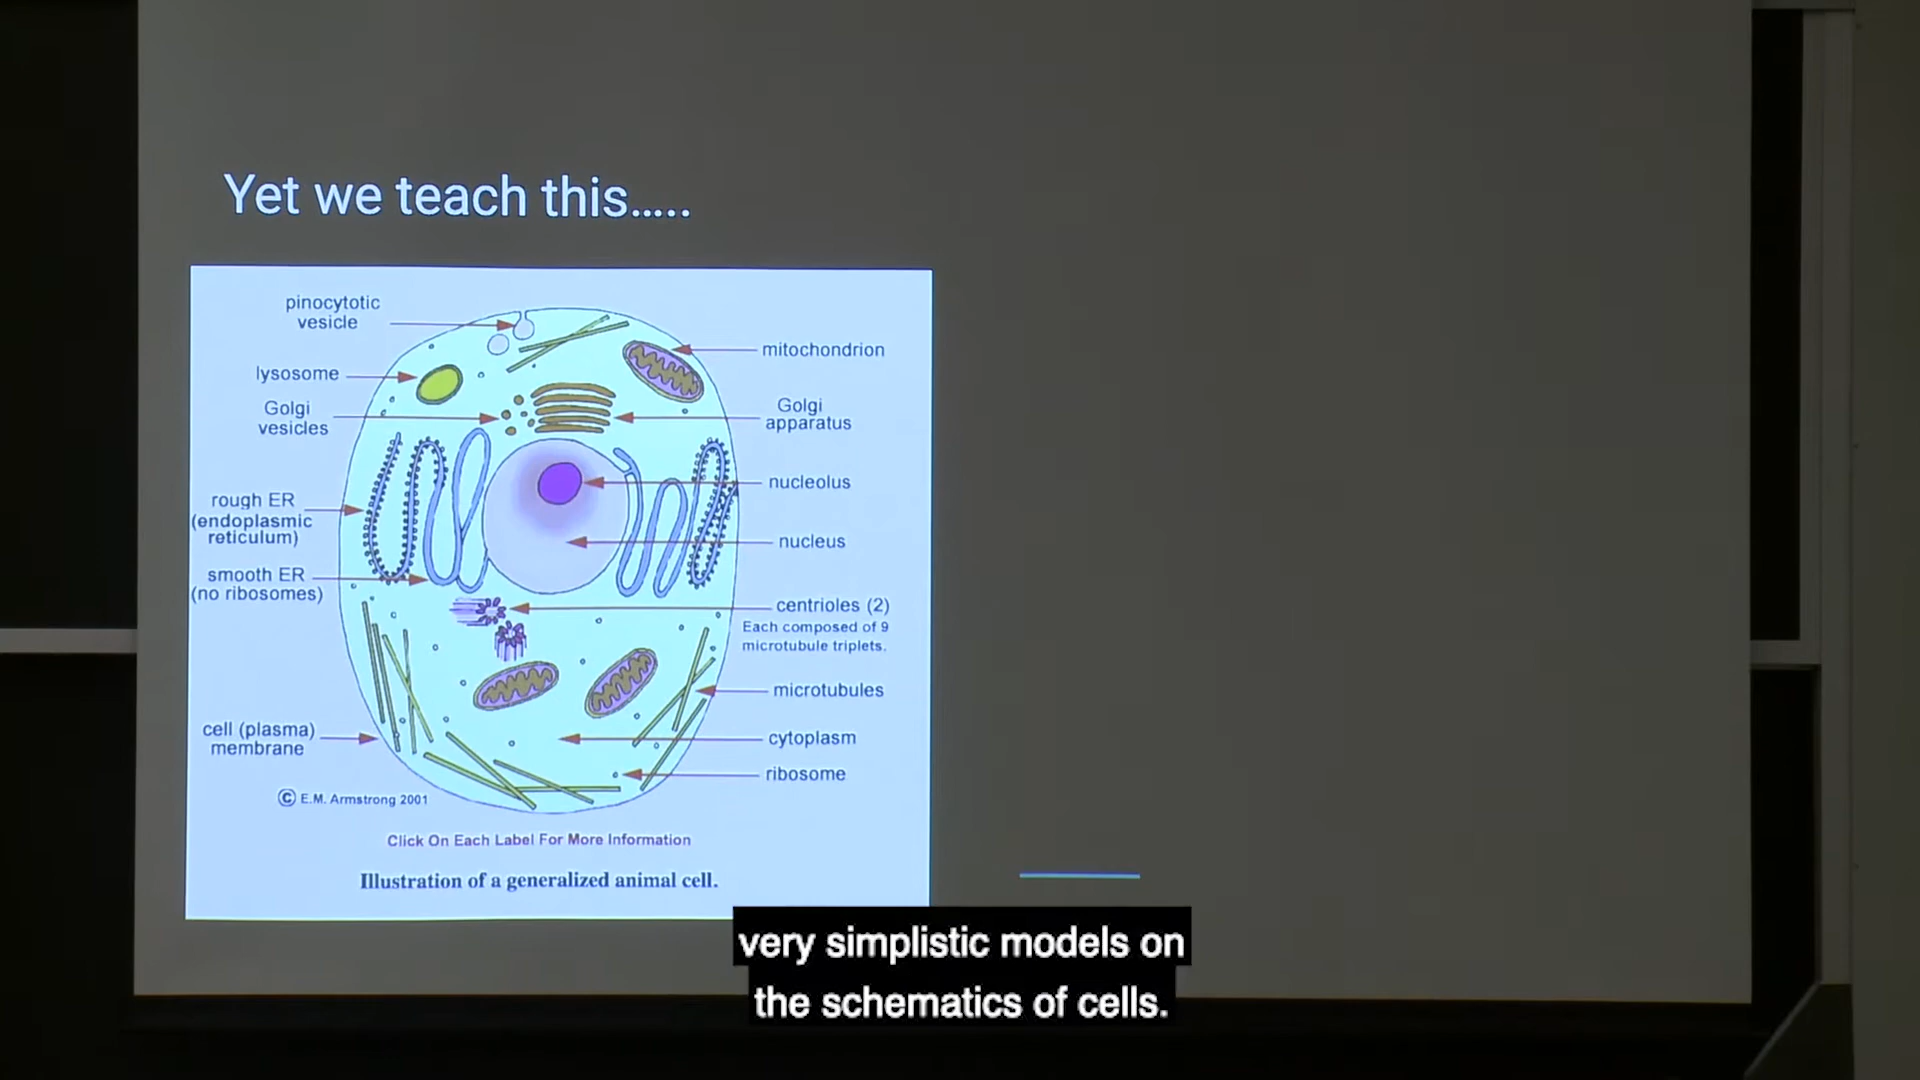 Yet we teach this.....
pinocytotic
vesicle
lysosome
Golgi
vesicles
rough ER
(endoplasmic
reticulum)
smooth ER
(no ribosomes)
cell (plasma)
membrane
mitochondrion
Golgi
apparatus
nucleolus
nucleus
centrioles (2)
Each composed of 9
microtubule triplets.
microtubules
cytoplasm
ribosome
© E.M. Armstrong 2001
Click On Each Label For More Information
Illustration of a generalized animal cell.
very simplistic models on
the schematics of cells.